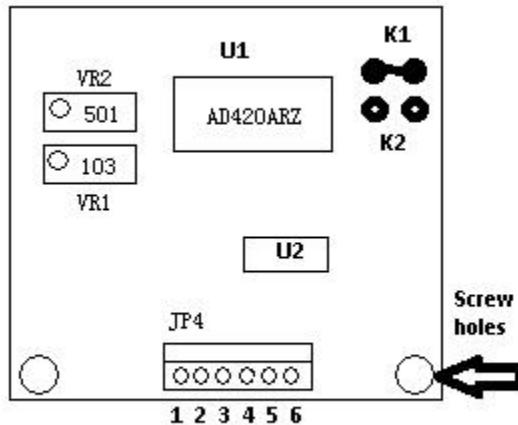 K1
U1
VR2
501
AD420ARZ
K2
103
VR1
U2
Screw
holes
JP4
1 2 3 4 5 6